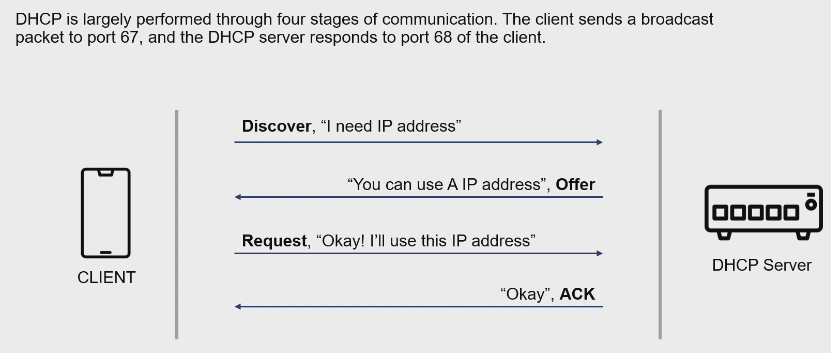 DHCP is largely performed through four stages of communication. The client sends a broadcast
packet to port 67, and the DHCP server responds to port 68 of the client.
Discover, “I need IP address”
“You can use A IP address”, Offer
Request, “Okay! I’ll use this IP address”
“Okay”, ACK
CLIENT
DHCP Server